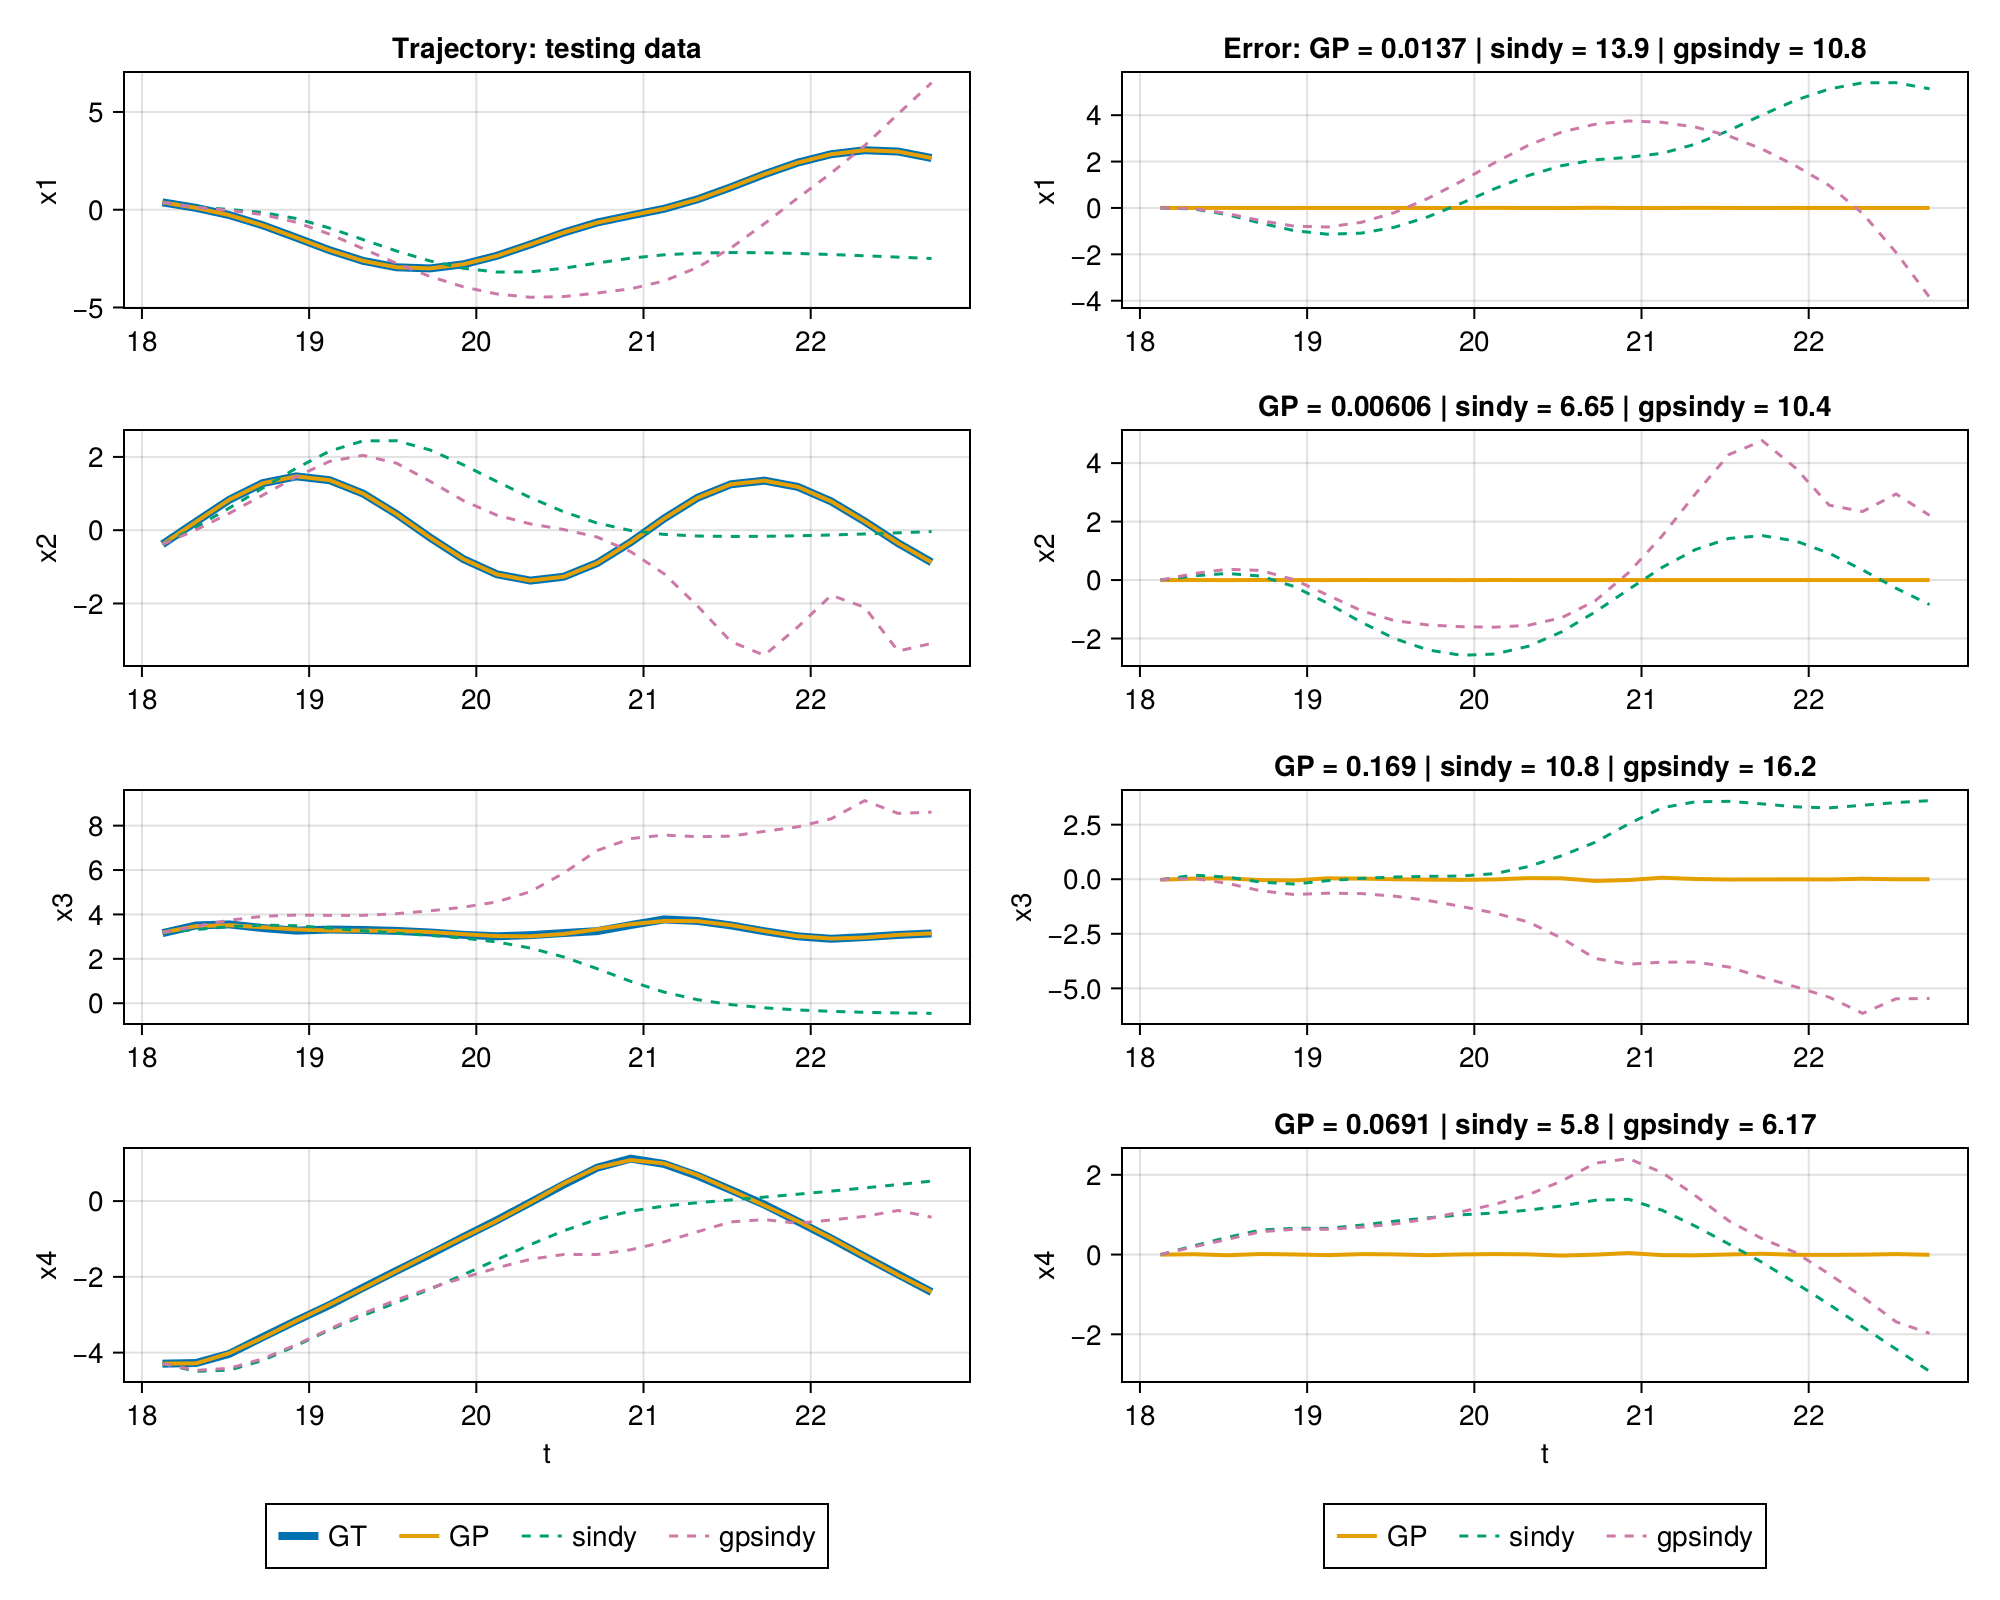 Trajectory: testing data
x1
5
0
−5
18 19 20 21 22
Error: GP = 0.0137 | sindy = 13.9 | gpsindy = 10.8
x1
4
2
0
−2
−4
18 19 20 21 22
x2
2
0
−2
18 19 20 21 22
GP = 0.00606 | sindy = 6.65 | gpsindy = 10.4
x2
4
2
0
−2
18 19 20 21 22
x3
8
6
4
2
0
18 19 20 21 22
GP = 0.169 | sindy = 10.8 | gpsindy = 16.2
x3
2.5
0.0
−2.5
−5.0
18 19 20 21 22
x4
0
−2
−4
18 19 20 21 22
t
GP = 0.0691 | sindy = 5.8 | gpsindy = 6.17
x4
2
0
−2
18 19 20 21 22
t
GT GP sindy gpsindy
GP sindy gpsindy